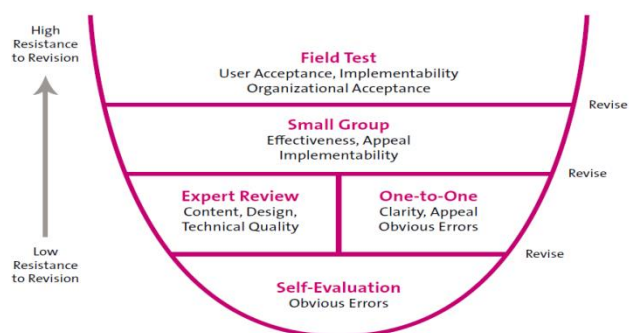 High
Resistance
to Revision
Field Test
User Acceptance, Implementability
Organizational Acceptance
Revise
Small Group
Effectiveness, Appeal
Implementability
Revise
Expert Review
Content, Design,
Technical Quality
One-to-One
Clarity, Appeal
Obvious Errors
Low
Resistance
to Revision
Revise
Self-Evaluation
Obvious Errors